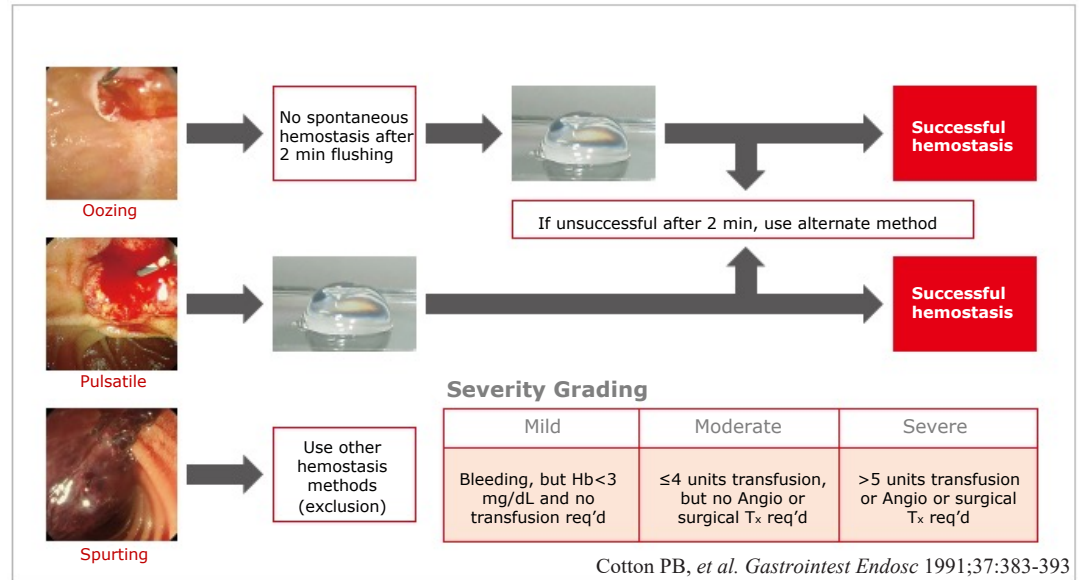 No spontaneous
hemostasis after
2 min flushing
Successful
hemostasis
Oozing
If unsuccessful after 2 min, use alternate method
Successful
hemostasis
Pulsatile
Severity Grading
Mild
Moderate
Severe
Use other
hemostasis
methods
(exclusion)
Bleeding, but Hb<3
mg/dL and no
transfusion req’d
≤4 units transfusion,
but no Angio or
surgical Tx req’d
>5 units transfusion
or Angio or surgical
Tx req’d
Spurting
Cotton PB, et al. Gastrointest Endosc 1991;37:383-393